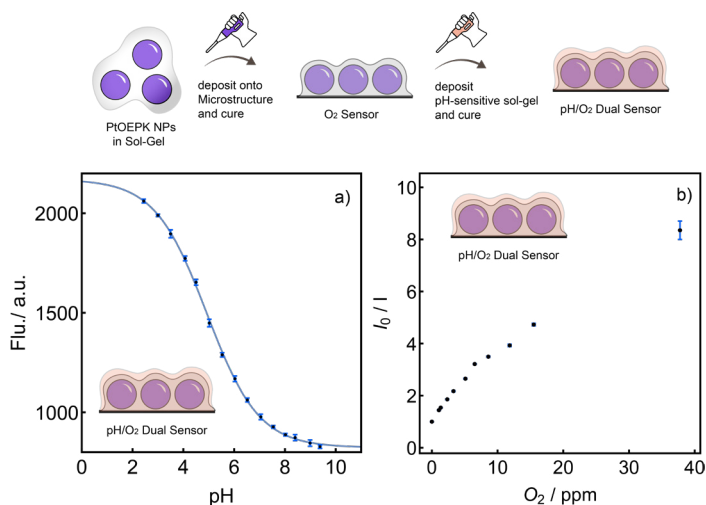 PtOEPK NPs
in Sol-Gel
deposit onto
Microstructure
and cure
O₂ Sensor
deposit
pH-sensitive sol-gel
and cure
pH/O₂ Dual Sensor
a)
Flu./ a.u.
2000
1500
1000
0 2 4 6 8 10
pH
pH/O₂ Dual Sensor
b)
I₀ / I
10
8
6
4
2
0
0 10 20 30 40
O₂ / ppm
pH/O₂ Dual Sensor